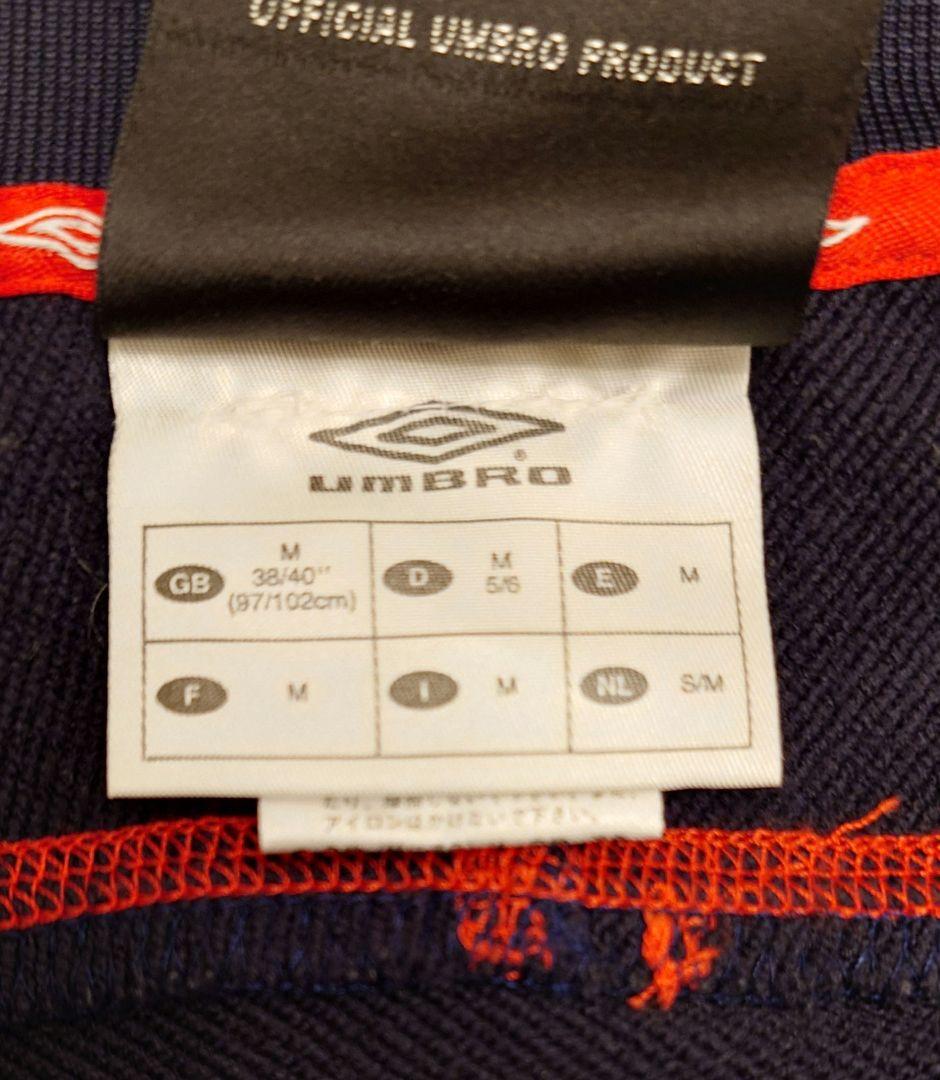 OFFICIAL UMBRO PRODUCT
umBRO®
GB M
38/40"
(97/102cm)
D M
5/6
E M
F M
I M
NL S/M
アイロンはかけないで下さい。